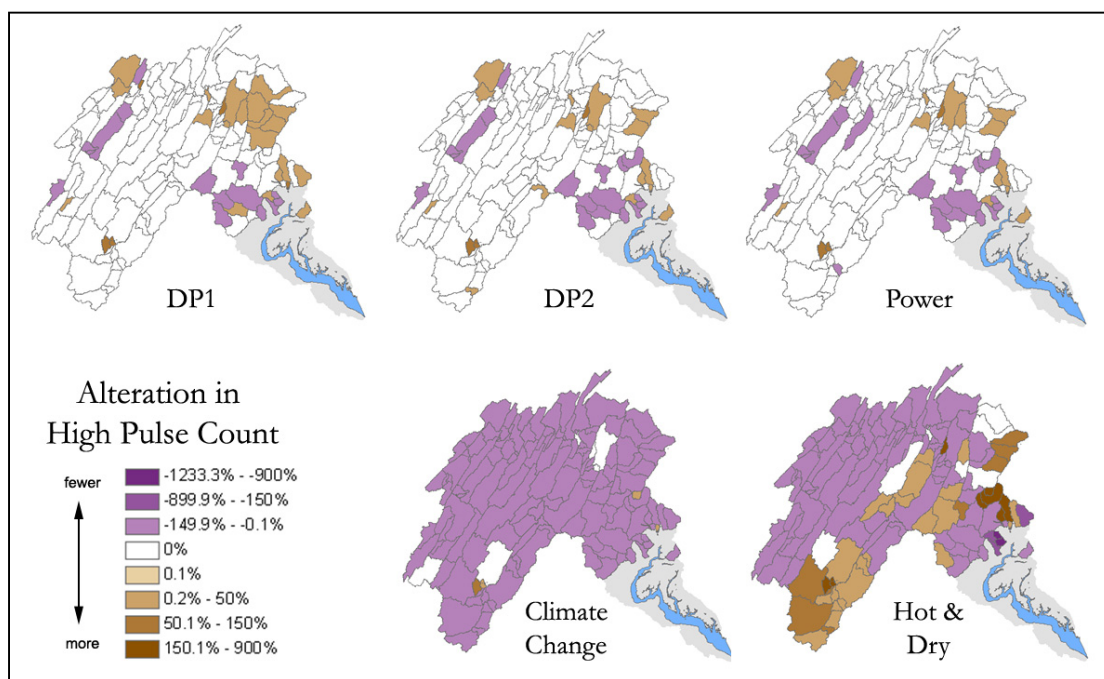 DP1
DP2
Power
Alteration in
High Pulse Count
fewer
more
-1233.3% - -900%
-899.9% - -150%
-149.9% - -0.1%
0%
0.1%
0.2% - 50%
50.1% - 150%
150.1% - 900%
Climate
Change
Hot &
Dry